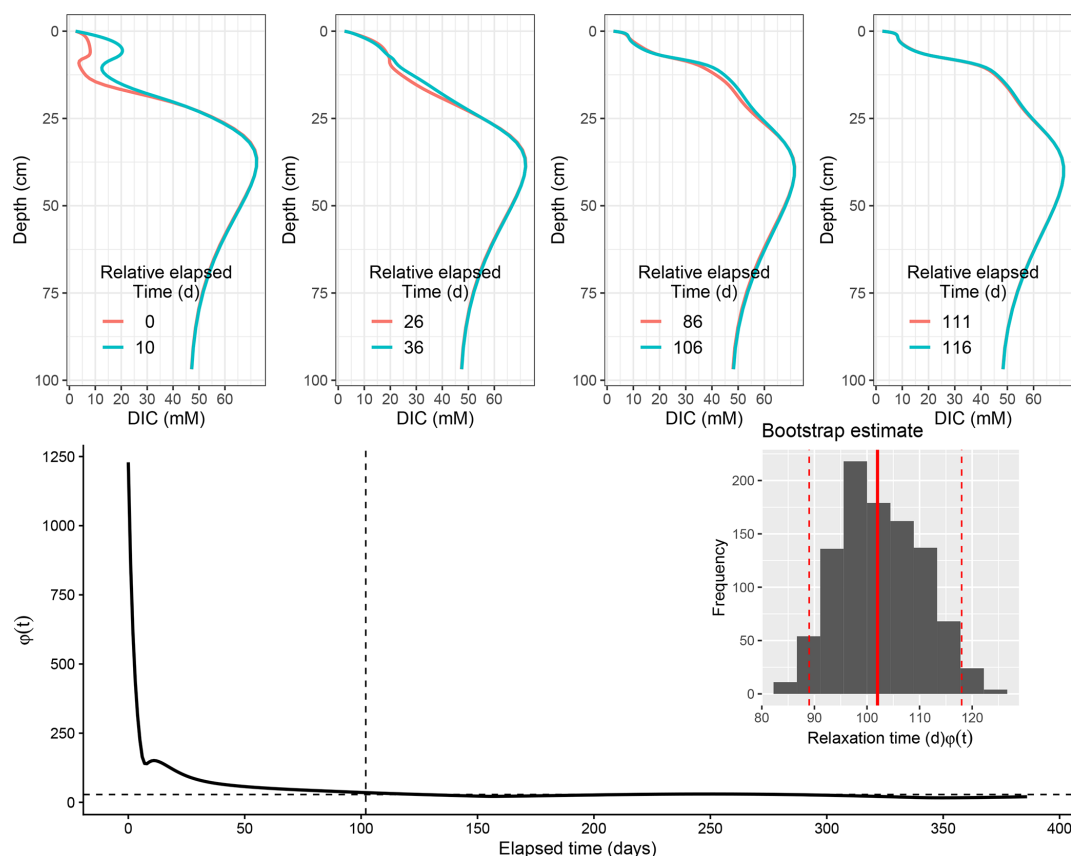 0
25
50
75
100
Depth (cm)
Relative elapsed
Time (d)
0
10
0 10 20 30 40 50 60
DIC (mM)
0
25
50
75
100
Depth (cm)
Relative elapsed
Time (d)
26
36
0 10 20 30 40 50 60
DIC (mM)
0
25
50
75
100
Depth (cm)
Relative elapsed
Time (d)
86
106
0 10 20 30 40 50 60
DIC (mM)
0
25
50
75
100
Depth (cm)
Relative elapsed
Time (d)
111
116
0 10 20 30 40 50 60
DIC (mM)
1250
1000
750
500
250
0
φ(t)
0 50 100 150 200 250 300 350 400
Elapsed time (days)
Bootstrap estimate
200
150
100
50
0
Frequency
80 90 100 110 120
Relaxation time (d)φ(t)